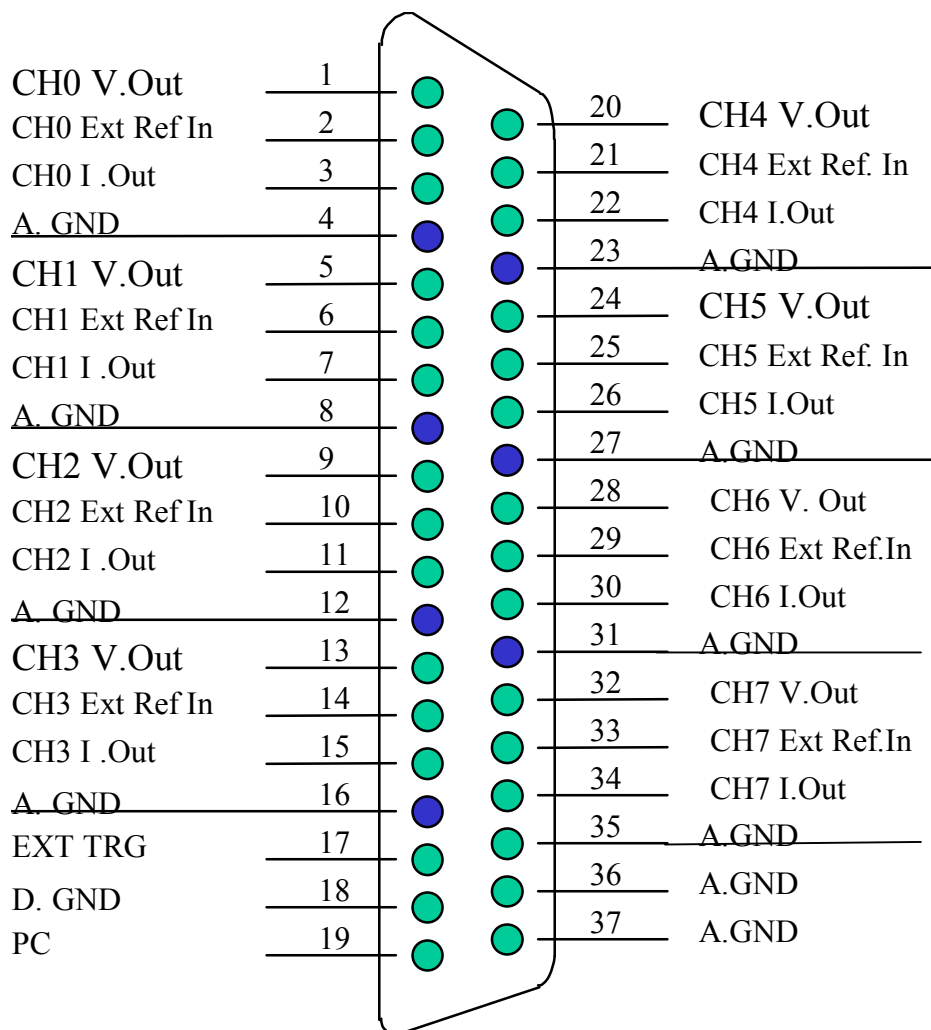 CH0 V.Out 1
CH0 Ext Ref In 2
CH0 I .Out 3
A. GND 4
CH1 V.Out 5
CH1 Ext Ref In 6
CH1 I .Out 7
A. GND 8
CH2 V.Out 9
CH2 Ext Ref In 10
CH2 I .Out 11
A. GND 12
CH3 V.Out 13
CH3 Ext Ref In 14
CH3 I .Out 15
A. GND 16
EXT TRG 17
D. GND 18
PC 19
20 CH4 V.Out
21 CH4 Ext Ref. In
22 CH4 I.Out
23 A.GND
24 CH5 V.Out
25 CH5 Ext Ref. In
26 CH5 I.Out
27 A.GND
28 CH6 V. Out
29 CH6 Ext Ref.In
30 CH6 I.Out
31 A.GND
32 CH7 V.Out
33 CH7 Ext Ref.In
34 CH7 I.Out
35 A.GND
36 A.GND
37 A.GND